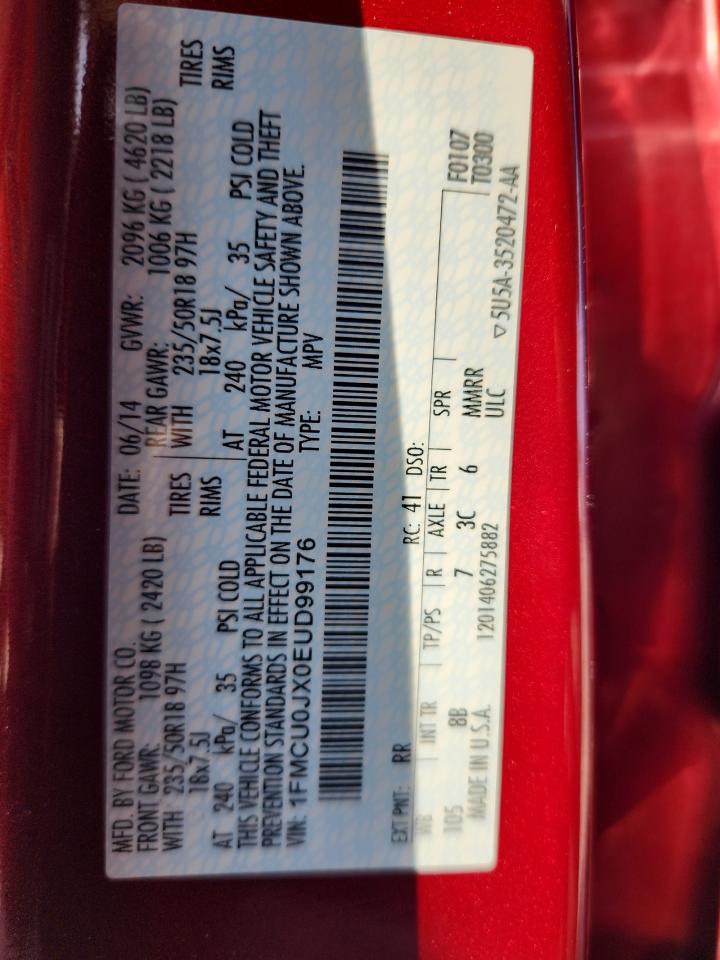 MFD. BY FORD MOTOR CO.
DATE: 06/14 GVWR: 2096 KG ( 4620 LB)
FRONT GAWR: 1098 KG ( 2420 LB) REAR GAWR: 1006 KG ( 2218 LB)
WITH 235/50R18 97H TIRES WITH 235/50R18 97H TIRES
18x7.5J RIMS 18x7.5J RIMS
AT 240 kPa/ 35 PSI COLD AT 240 kPa/ 35 PSI COLD
THIS VEHICLE CONFORMS TO ALL APPLICABLE FEDERAL MOTOR VEHICLE SAFETY AND THEFT
PREVENTION STANDARDS IN EFFECT ON THE DATE OF MANUFACTURE SHOWN ABOVE.
VIN: 1FMCU0JX0EUD99176 TYPE: MPV
EXT PNT: RR RC: 41 DSO: F0107
T0300
WB INT TR TP/PS R AXLE TR SPR
105 8B 7 3C 6 MMRR
ULC
MADE IN U.S.A. 1201406275882 ▽5U5A-3520472-AA